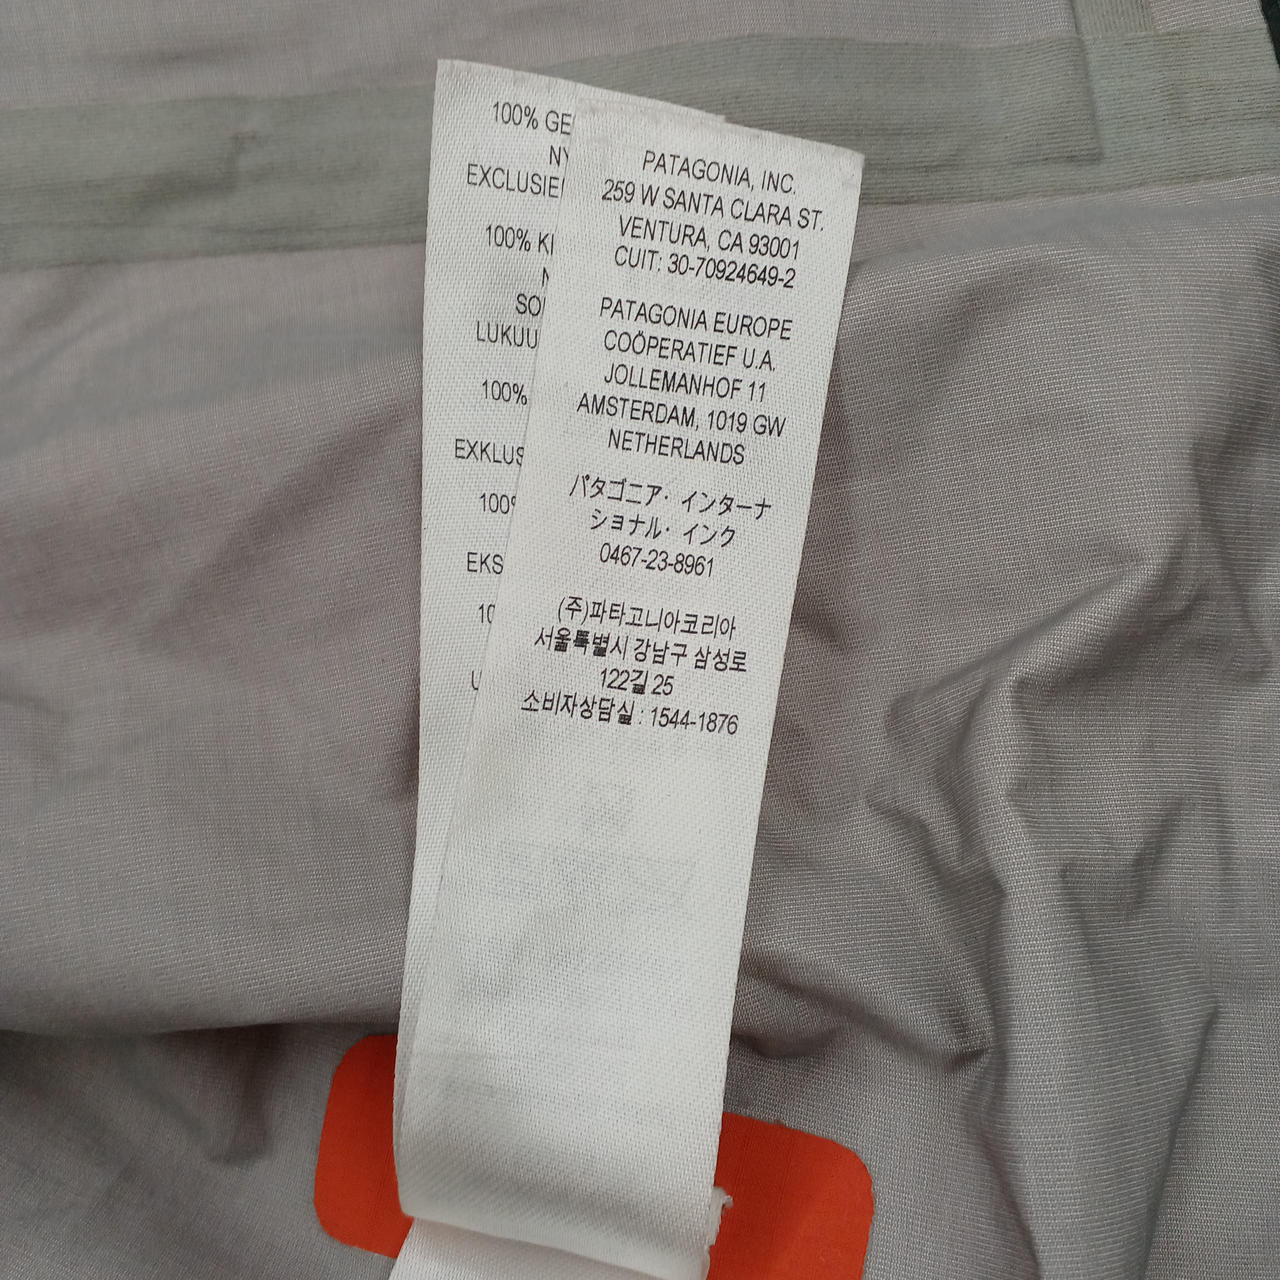 100% GE
NY
EXCLUSIE
100% KI
N
SO
LUKUU
100%
EXKLUS
100%
EKS
10
U
PATAGONIA, INC.
259 W SANTA CLARA ST.
VENTURA, CA 93001
CUIT: 30-70924649-2
PATAGONIA EUROPE
COÖPERATIEF U.A.
JOLLEMANHOF 11
AMSTERDAM, 1019 GW
NETHERLANDS
パタゴニア・インターナ
ショナル・インク
0467-23-8961
(주)파타고니아코리아
서울특별시 강남구 삼성로
122길 25
소비자상담실 : 1544-1876